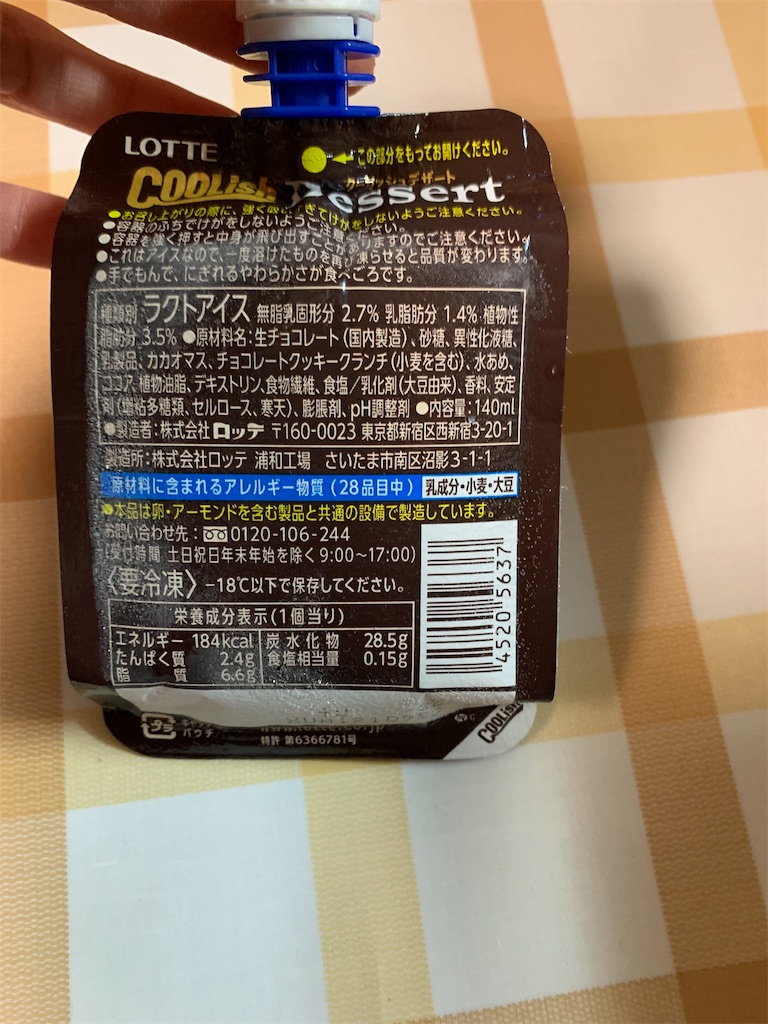 LOTTE
この部分をもってお開けください。
クーリッシュデザート
COOLish Dessert
●お召し上がりの際に、強く吸いすぎてけがをしないようご注意ください。
●容器のふちでけがをしないようご注意ください。
●容器を強く押すと中身が飛び出すことがありますのでご注意ください。
●これはアイスなので、一度溶けたものを再び凍らせると品質が変わります。
●手でもんで、にぎれるやわらかさが食べごろです。
種類別 ラクトアイス 無脂乳固形分 2.7% 乳脂肪分 1.4% 植物性
脂肪分 3.5% ●原材料名:生チョコレート(国内製造)、砂糖、異性化液糖、
乳製品、カカオマス、チョコレートクッキークランチ(小麦を含む)、水あめ、
ココア、植物油脂、デキストリン、食物繊維、食塩/乳化剤(大豆由来)、香料、安定
剤(増粘多糖類、セルロース、寒天)、膨脹剤、pH調整剤 ●内容量:140ml
●製造者:株式会社ロッテ 〒160-0023 東京都新宿区西新宿3-20-1
製造所:株式会社ロッテ 浦和工場 さいたま市南区沼影3-1-1
原材料に含まれるアレルギー物質(28品目中) 乳成分・小麦・大豆
●本品は卵・アーモンドを含む製品と共通の設備で製造しています。
お問い合わせ先: 0120-106-244
(受付時間 土日祝日年末年始を除く9:00~17:00)
〈要冷凍〉-18℃以下で保存してください。
栄養成分表示(1個当り)
エネルギー 184kcal 炭水化物 28.5g
たんぱく質 2.4g 食塩相当量 0.15g
脂質 6.6g
4520 5637
プラ
パウチ
www.lotte.co.jp
特許 第6366781号
COOLish